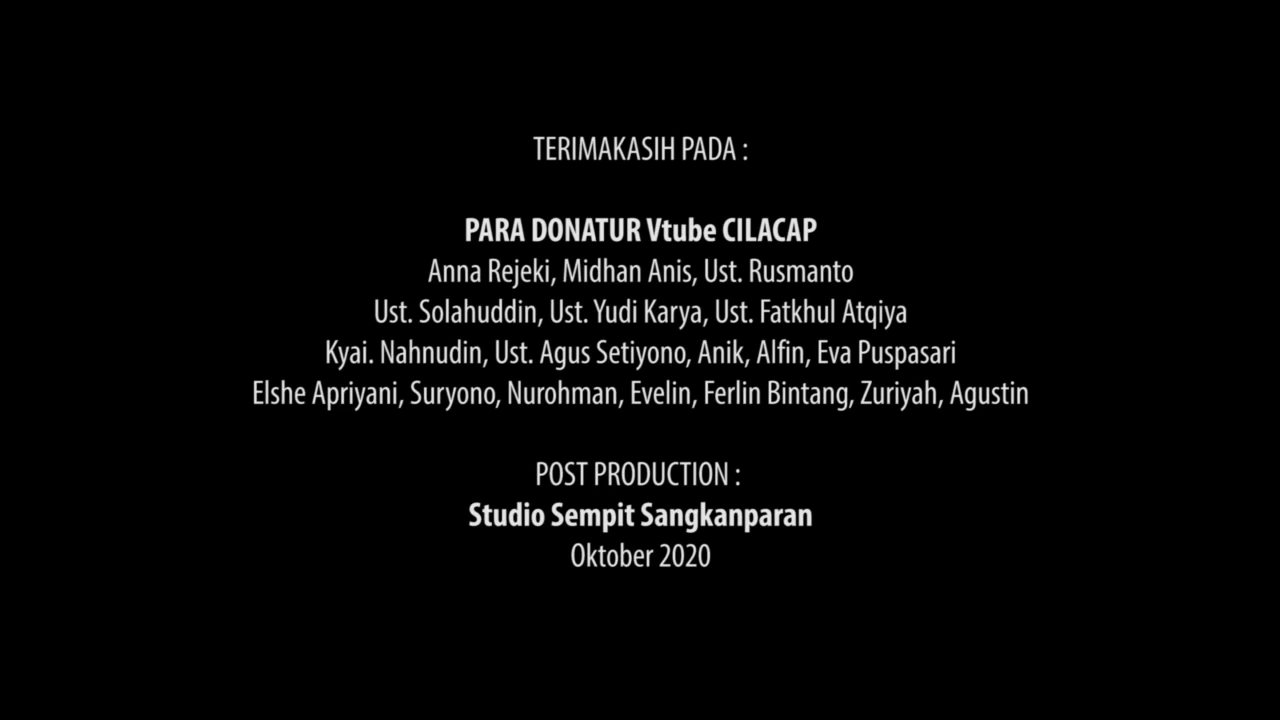 TERIMAKASIH PADA :
PARA DONATUR Vtube CILACAP
Anna Rejeki, Midhan Anis, Ust. Rusmanto
Ust. Solahuddin, Ust. Yudi Karya, Ust. Fatkhul Atqiya
Kyai. Nahnudin, Ust. Agus Setiyono, Anik, Alfin, Eva Puspasari
Elshe Apriyani, Suryono, Nurohman, Evelin, Ferlin Bintang, Zuriyah, Agustin
POST PRODUCTION :
Studio Sempit Sangkanparan
Oktober 2020